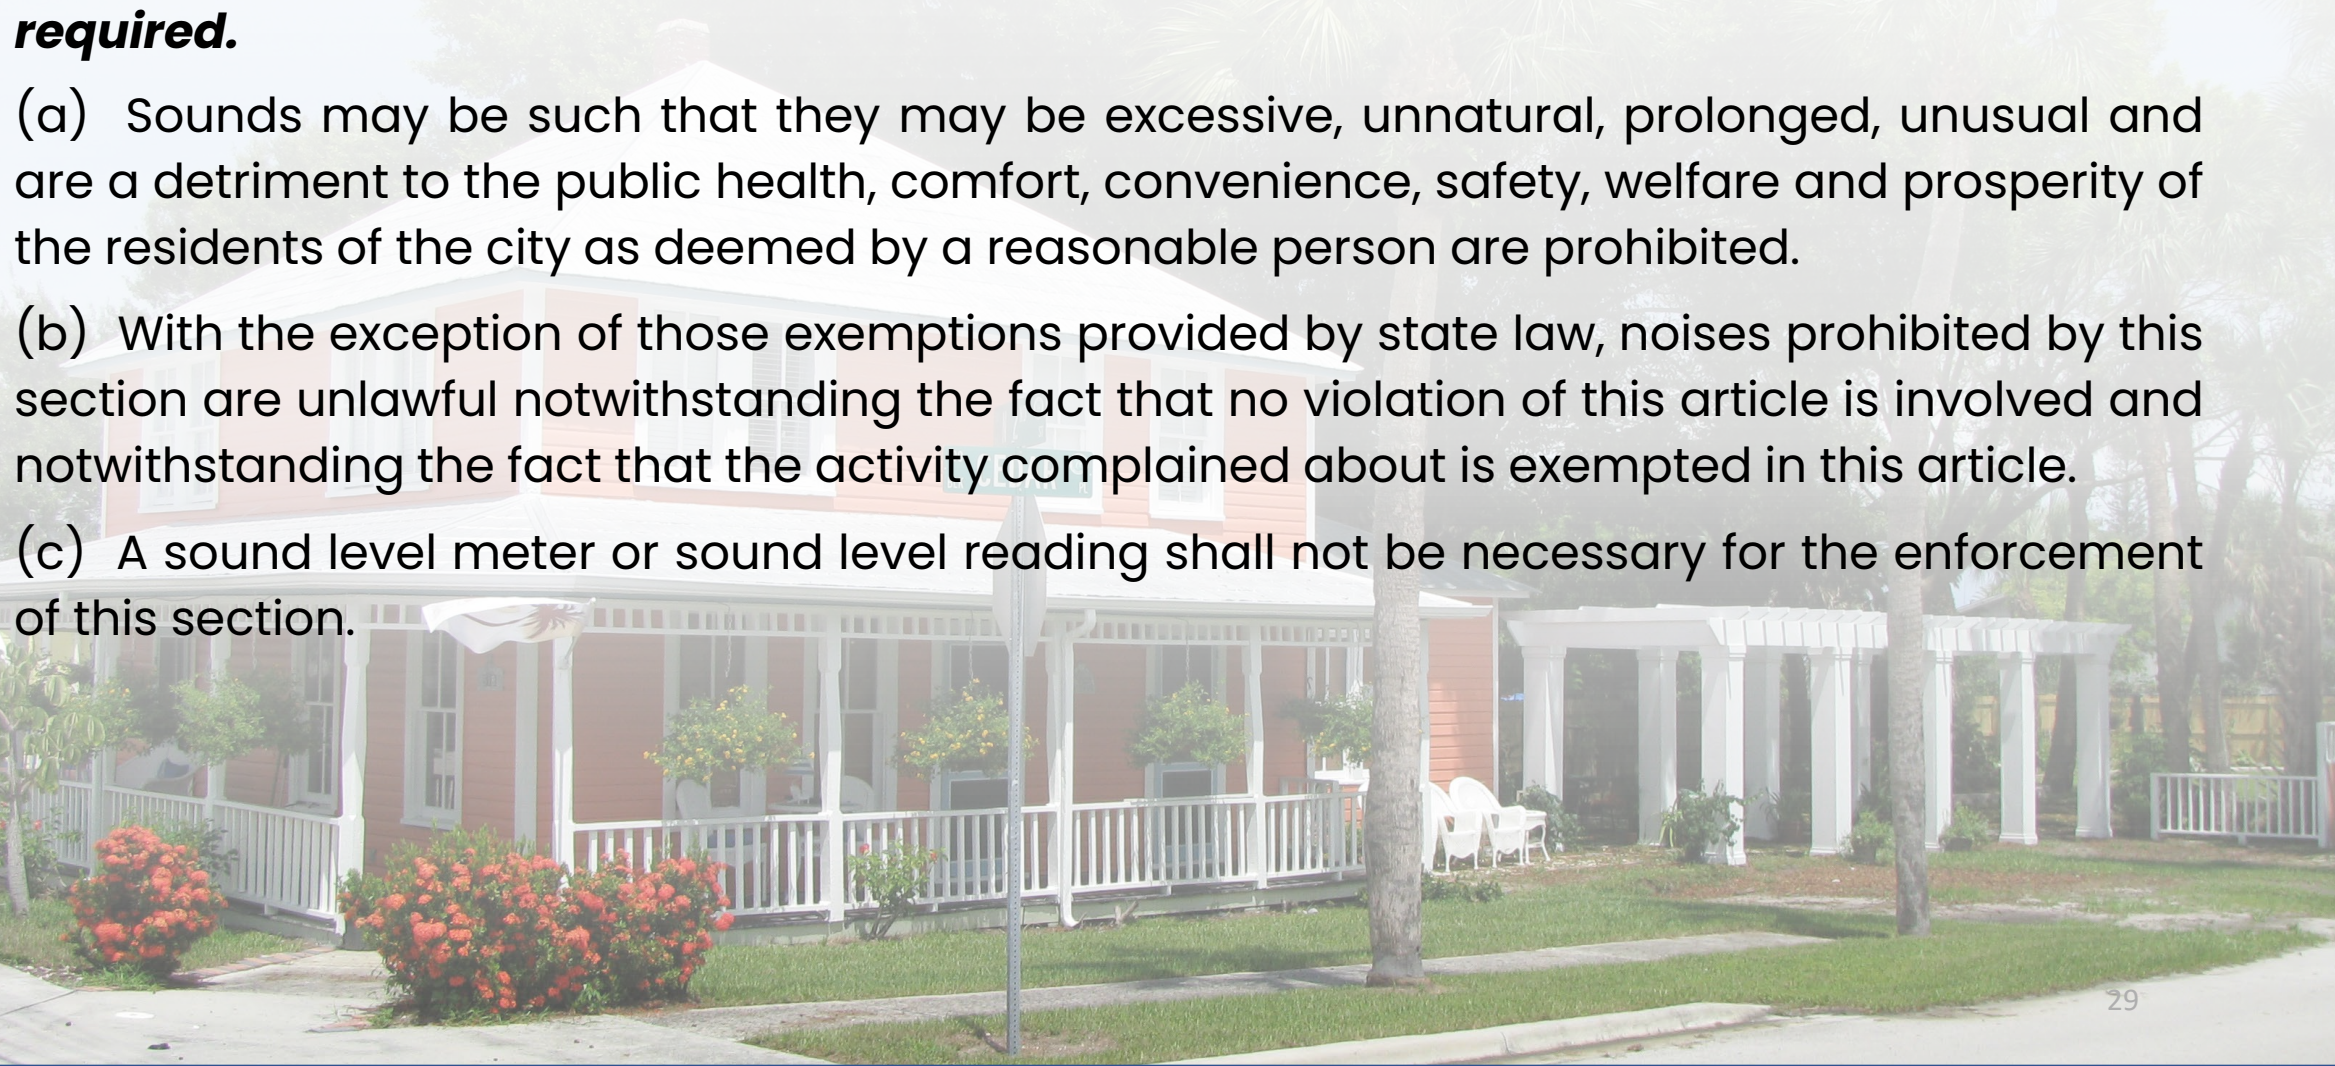 required.
(a) Sounds may be such that they may be excessive, unnatural, prolonged, unusual and
are a detriment to the public health, comfort, convenience, safety, welfare and prosperity of
the residents of the city as deemed by a reasonable person are prohibited.
(b) With the exception of those exemptions provided by state law, noises prohibited by this
section are unlawful notwithstanding the fact that no violation of this article is involved and
notwithstanding the fact that the activity complained about is exempted in this article.
(c) A sound level meter or sound level reading shall not be necessary for the enforcement
of this section.
29